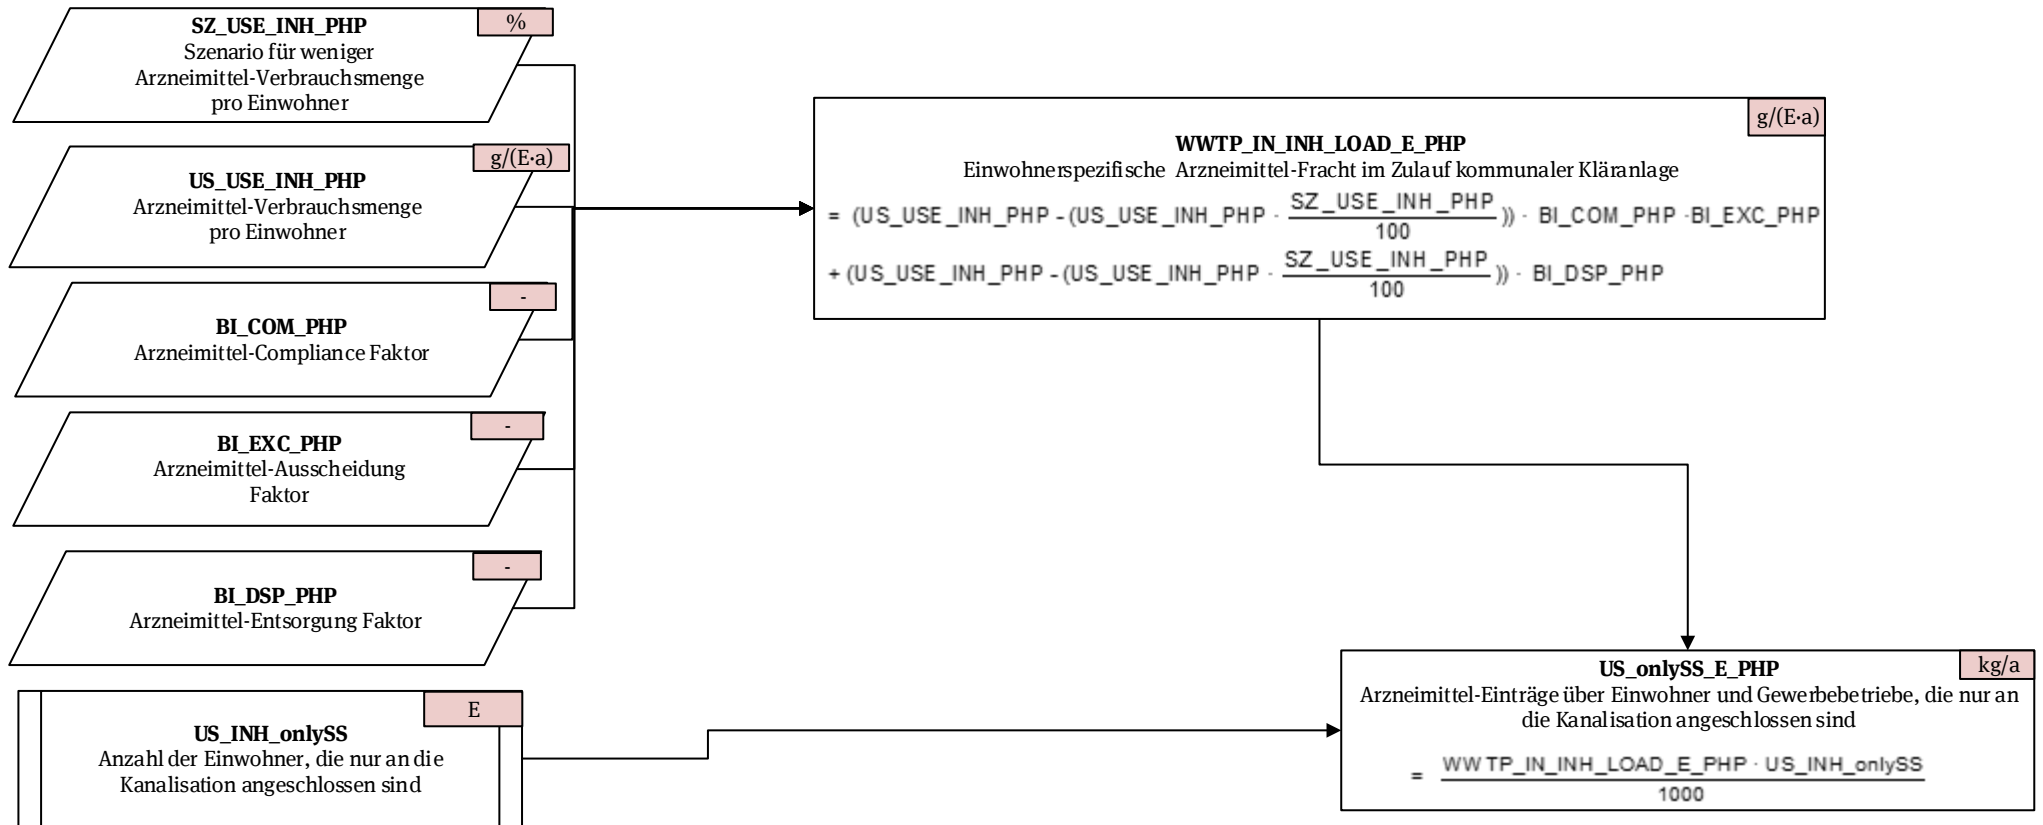 %
SZ_USE_INH_PHP
Szenario für weniger
Arzneimittel-Verbrauchsmenge
pro Einwohner
g/(E·a)
US_USE_INH_PHP
Arzneimittel-Verbrauchsmenge
pro Einwohner
-
BI_COM_PHP
Arzneimittel-Compliance Faktor
-
BI_EXC_PHP
Arzneimittel-Ausscheidung
Faktor
-
BI_DSP_PHP
Arzneimittel-Entsorgung Faktor
E
US_INH_onlySS
Anzahl der Einwohner, die nur an die
Kanalisation angeschlossen sind
g/(E·a)
WWTP_IN_INH_LOAD_E_PHP
Einwohnerspezifische Arzneimittel-Fracht im Zulauf kommunaler Kläranlage
= (US_USE_INH_PHP - (US_USE_INH_PHP · SZ_USE_INH_PHP / 100 )) · BI_COM_PHP · BI_EXC_PHP
+ (US_USE_INH_PHP - (US_USE_INH_PHP · SZ_USE_INH_PHP / 100 )) · BI_DSP_PHP
kg/a
US_onlySS_E_PHP
Arzneimittel-Einträge über Einwohner und Gewerbebetriebe, die nur an
die Kanalisation angeschlossen sind
= WWTP_IN_INH_LOAD_E_PHP · US_INH_onlySS / 1000